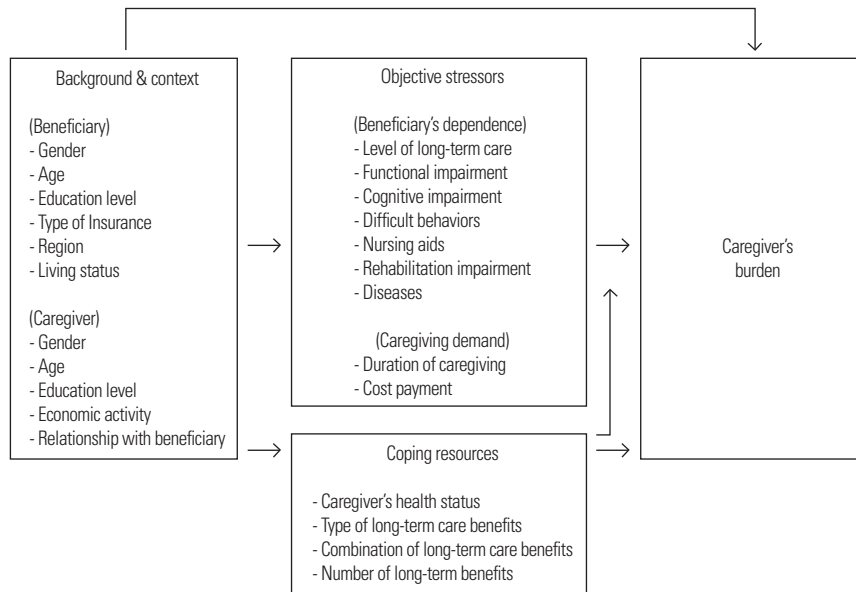 Background & context
(Beneficiary)
- Gender
- Age
- Education level
- Type of Insurance
- Region
- Living status
(Caregiver)
- Gender
- Age
- Education level
- Economic activity
- Relationship with beneficiary
Objective stressors
(Beneficiary's dependence)
- Level of long-term care
- Functional impairment
- Cognitive impairment
- Difficult behaviors
- Nursing aids
- Rehabilitation impairment
- Diseases
(Caregiving demand)
- Duration of caregiving
- Cost payment
Coping resources
- Caregiver's health status
- Type of long-term care benefits
- Combination of long-term care benefits
- Number of long-term benefits
Caregiver's
burden